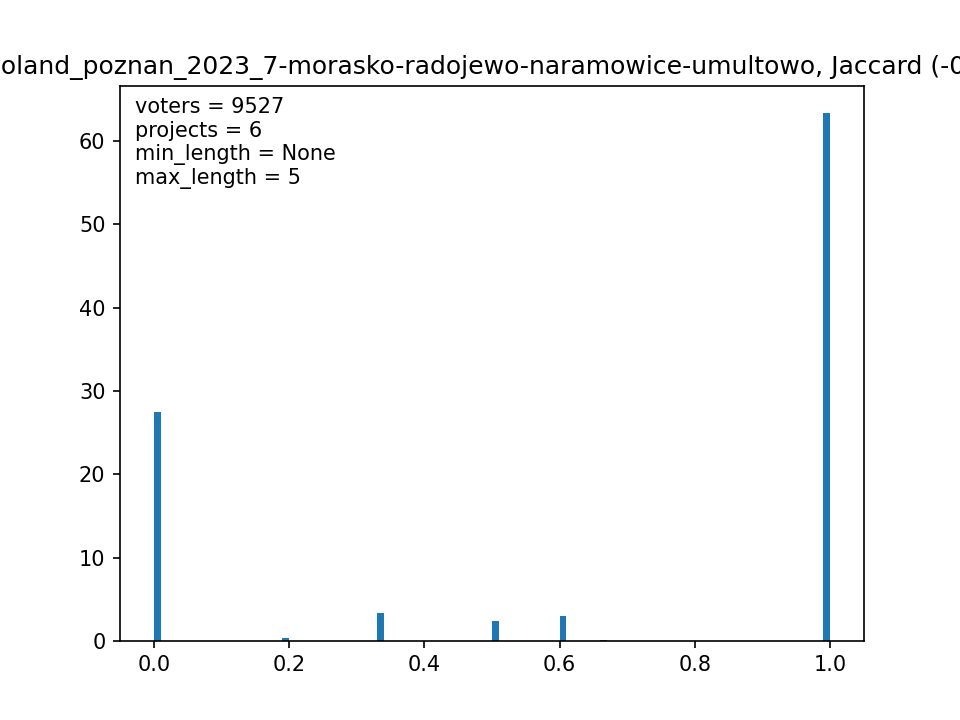 oland_poznan_2023_7-morasko-radojewo-naramowice-umultowo, Jaccard (-0
voters = 9527
projects = 6
min_length = None
max_length = 5
60
50
40
30
20
10
0
0.0 0.2 0.4 0.6 0.8 1.0